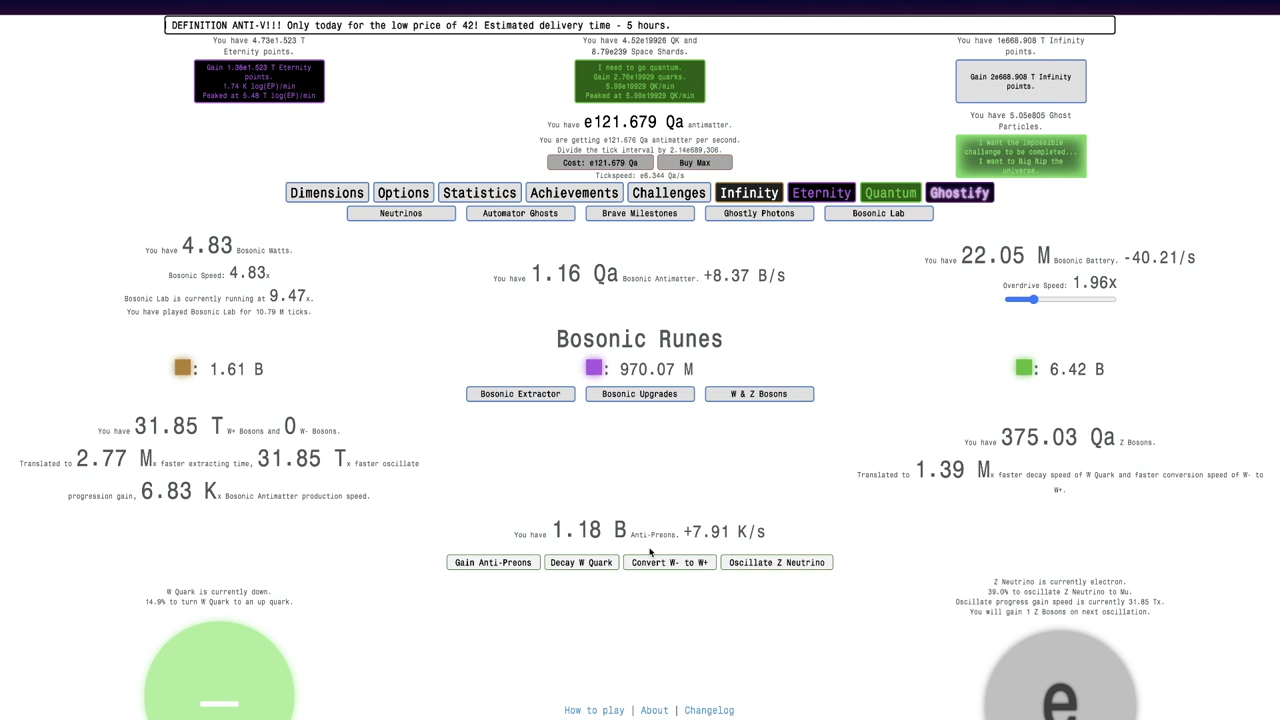 DEFINITION ANTI-V!!! Only today for the low price of 42! Estimated delivery time - 5 hours.
You have 4.73e1.523 T
Eternity points.
Gain 1.38e1.523 T Eternity
points.
1.74 K log(EP)/min
Peaked at 5.48 T log(EP)/min
You have 4.52e19926 QK and
8.79e239 Space Shards.
I need to go quantum.
Gain 2.76e19929 quarks.
5.99e19929 QK/min
Peaked at 5.99e19929 QK/min
You have 1e668.908 T Infinity
points.
Gain 2e668.908 T Infinity
points.
You have 5.05e805 Ghost
Particles.
I want the impossible
challenge to be completed...
I want to Big Rip the
universe.
You have e121.679 Qa antimatter.
You are getting e121.676 Qa antimatter per second.
Divide the tick interval by 2.14e689,306.
Cost: e121.679 Qa
Buy Max
Tickspeed: e6.344 Qa/s
Dimensions
Options
Statistics
Achievements
Challenges
Infinity
Eternity
Quantum
Ghostify
Neutrinos
Automator Ghosts
Brave Milestones
Ghostly Photons
Bosonic Lab
You have 4.83 Bosonic Watts.
Bosonic Speed: 4.83x
Bosonic Lab is currently running at 9.47x.
You have played Bosonic Lab for 10.79 M ticks.
You have 1.16 Qa Bosonic Antimatter. +8.37 B/s
You have 22.05 M Bosonic Battery. -40.21/s
Overdrive Speed: 1.96x
Bosonic Runes
: 1.61 B
: 970.07 M
: 6.42 B
Bosonic Extractor
Bosonic Upgrades
W & Z Bosons
You have 31.85 T W+ Bosons and 0 W- Bosons.
Translated to 2.77 Mx faster extracting time, 31.85 Tx faster oscillate
progression gain, 6.83 Kx Bosonic Antimatter production speed.
You have 375.03 Qa Z Bosons.
Translated to 1.39 Mx faster decay speed of W Quark and faster conversion speed of W- to
W+.
You have 1.18 B Anti-Preons. +7.91 K/s
Gain Anti-Preons
Decay W Quark
Convert W- to W+
Oscillate Z Neutrino
W Quark is currently down.
14.9% to turn W Quark to an up quark.
Z Neutrino is currently electron.
39.0% to oscillate Z Neutrino to Mu.
Oscillate progress gain speed is currently 31.85 Tx.
You will gain 1 Z Bosons on next oscillation.
–
e
How to play | About | Changelog